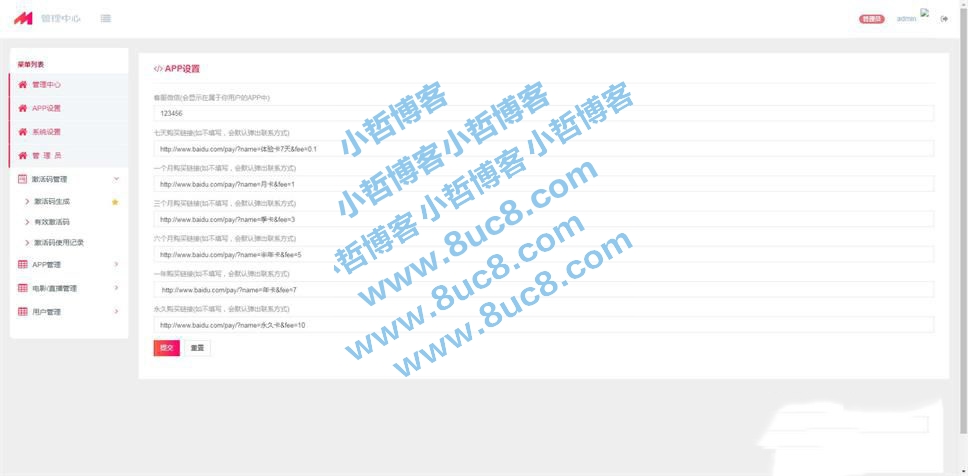 管理中心
管理员 admin
菜单列表
管理中心
APP设置
系统设置
管 理 员
激活码管理
激活码生成
有效激活码
激活码使用记录
APP管理
电影/直播管理
用户管理
</> APP设置
客服微信(会显示在属于你用户的APP中)
123456
七天购买链接(如不填写，会默认弹出联系方式)
http://www.baidu.com/pay/?name=体验卡7天&fee=0.1
一个月购买链接(如不填写，会默认弹出联系方式)
http://www.baidu.com/pay/?name=月卡&fee=1
三个月购买链接(如不填写，会默认弹出联系方式)
http://www.baidu.com/pay/?name=季卡&fee=3
六个月购买链接(如不填写，会默认弹出联系方式)
http://www.baidu.com/pay/?name=半年卡&fee=5
一年购买链接(如不填写，会默认弹出联系方式)
http://www.baidu.com/pay/?name=年卡&fee=7
永久购买链接(如不填写，会默认弹出联系方式)
http://www.baidu.com/pay/?name=永久卡&fee=10
提交 重置
小哲博客
小哲博客小哲博客
小哲博客小哲博客小哲博客
www.8uc8.com
www.8uc8.com
www.8uc8.com